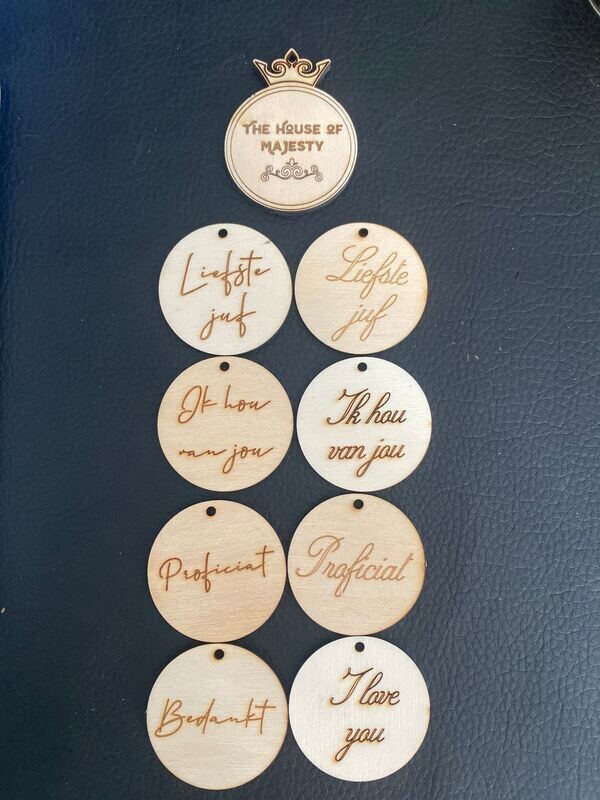 THE HOUSE OF
MAJESTY
Liefste
juf
Liefste
juf
Ik hou
van jou
Ik hou
van jou
Proficiat
Proficiat
Bedankt
I love
you